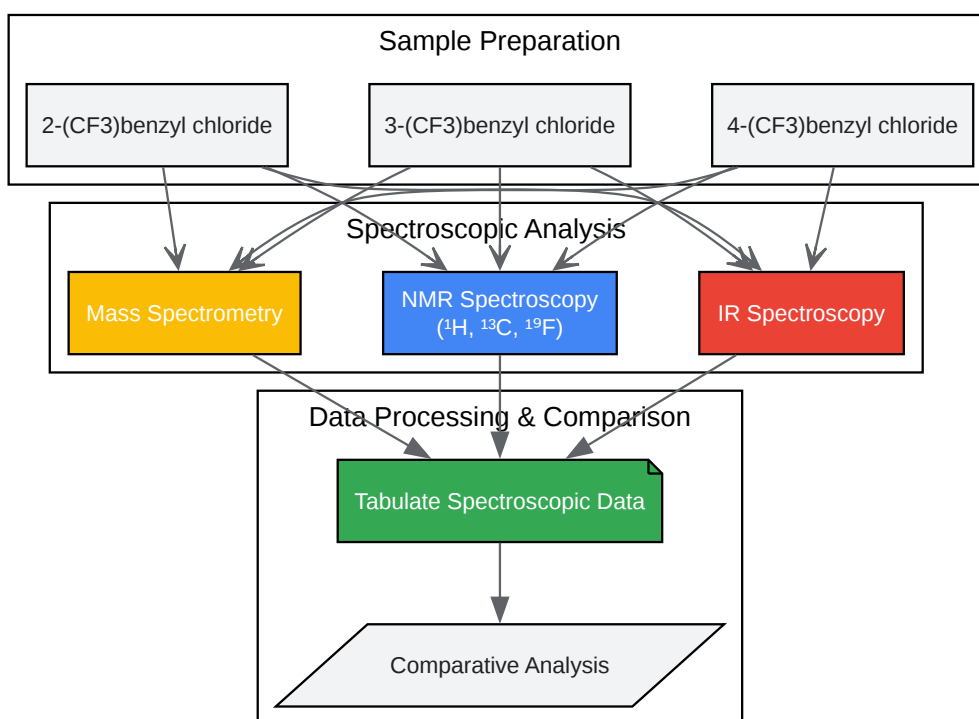 Sample Preparation
2-(CF3)benzyl chloride
3-(CF3)benzyl chloride
4-(CF3)benzyl chloride
Spectroscopic Analysis
Mass Spectrometry
NMR Spectroscopy
(¹H, ¹³C, ¹⁹F)
IR Spectroscopy
Data Processing & Comparison
Tabulate Spectroscopic Data
Comparative Analysis